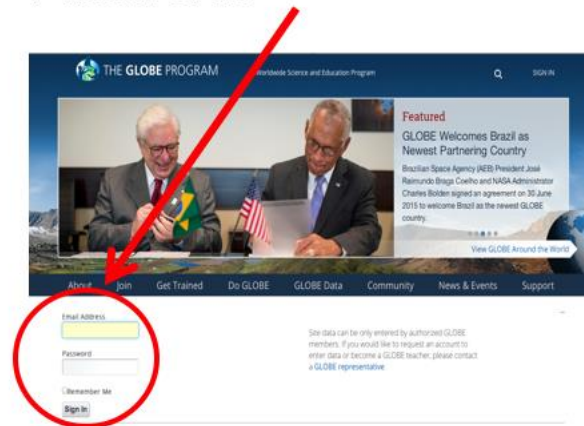 THE GLOBE PROGRAM
Worldwide Science and Education Program
SIGN IN
Featured
GLOBE Welcomes Brazil as
Newest Partnering Country
Brazilian Space Agency (AEB) President José
Raimundo Braga Coelho and NASA Administrator
Charles Bolden signed an agreement on 30 June
2015 to welcome Brazil as the newest GLOBE
country.
View GLOBE Around the World
About Join Get Trained Do GLOBE GLOBE Data Community News & Events Support
Email Address
Password
Remember Me
Sign In
Site data can be only entered by authorized GLOBE
members. If you would like to request an account to
enter data or become a GLOBE teacher, please contact
a GLOBE representative.